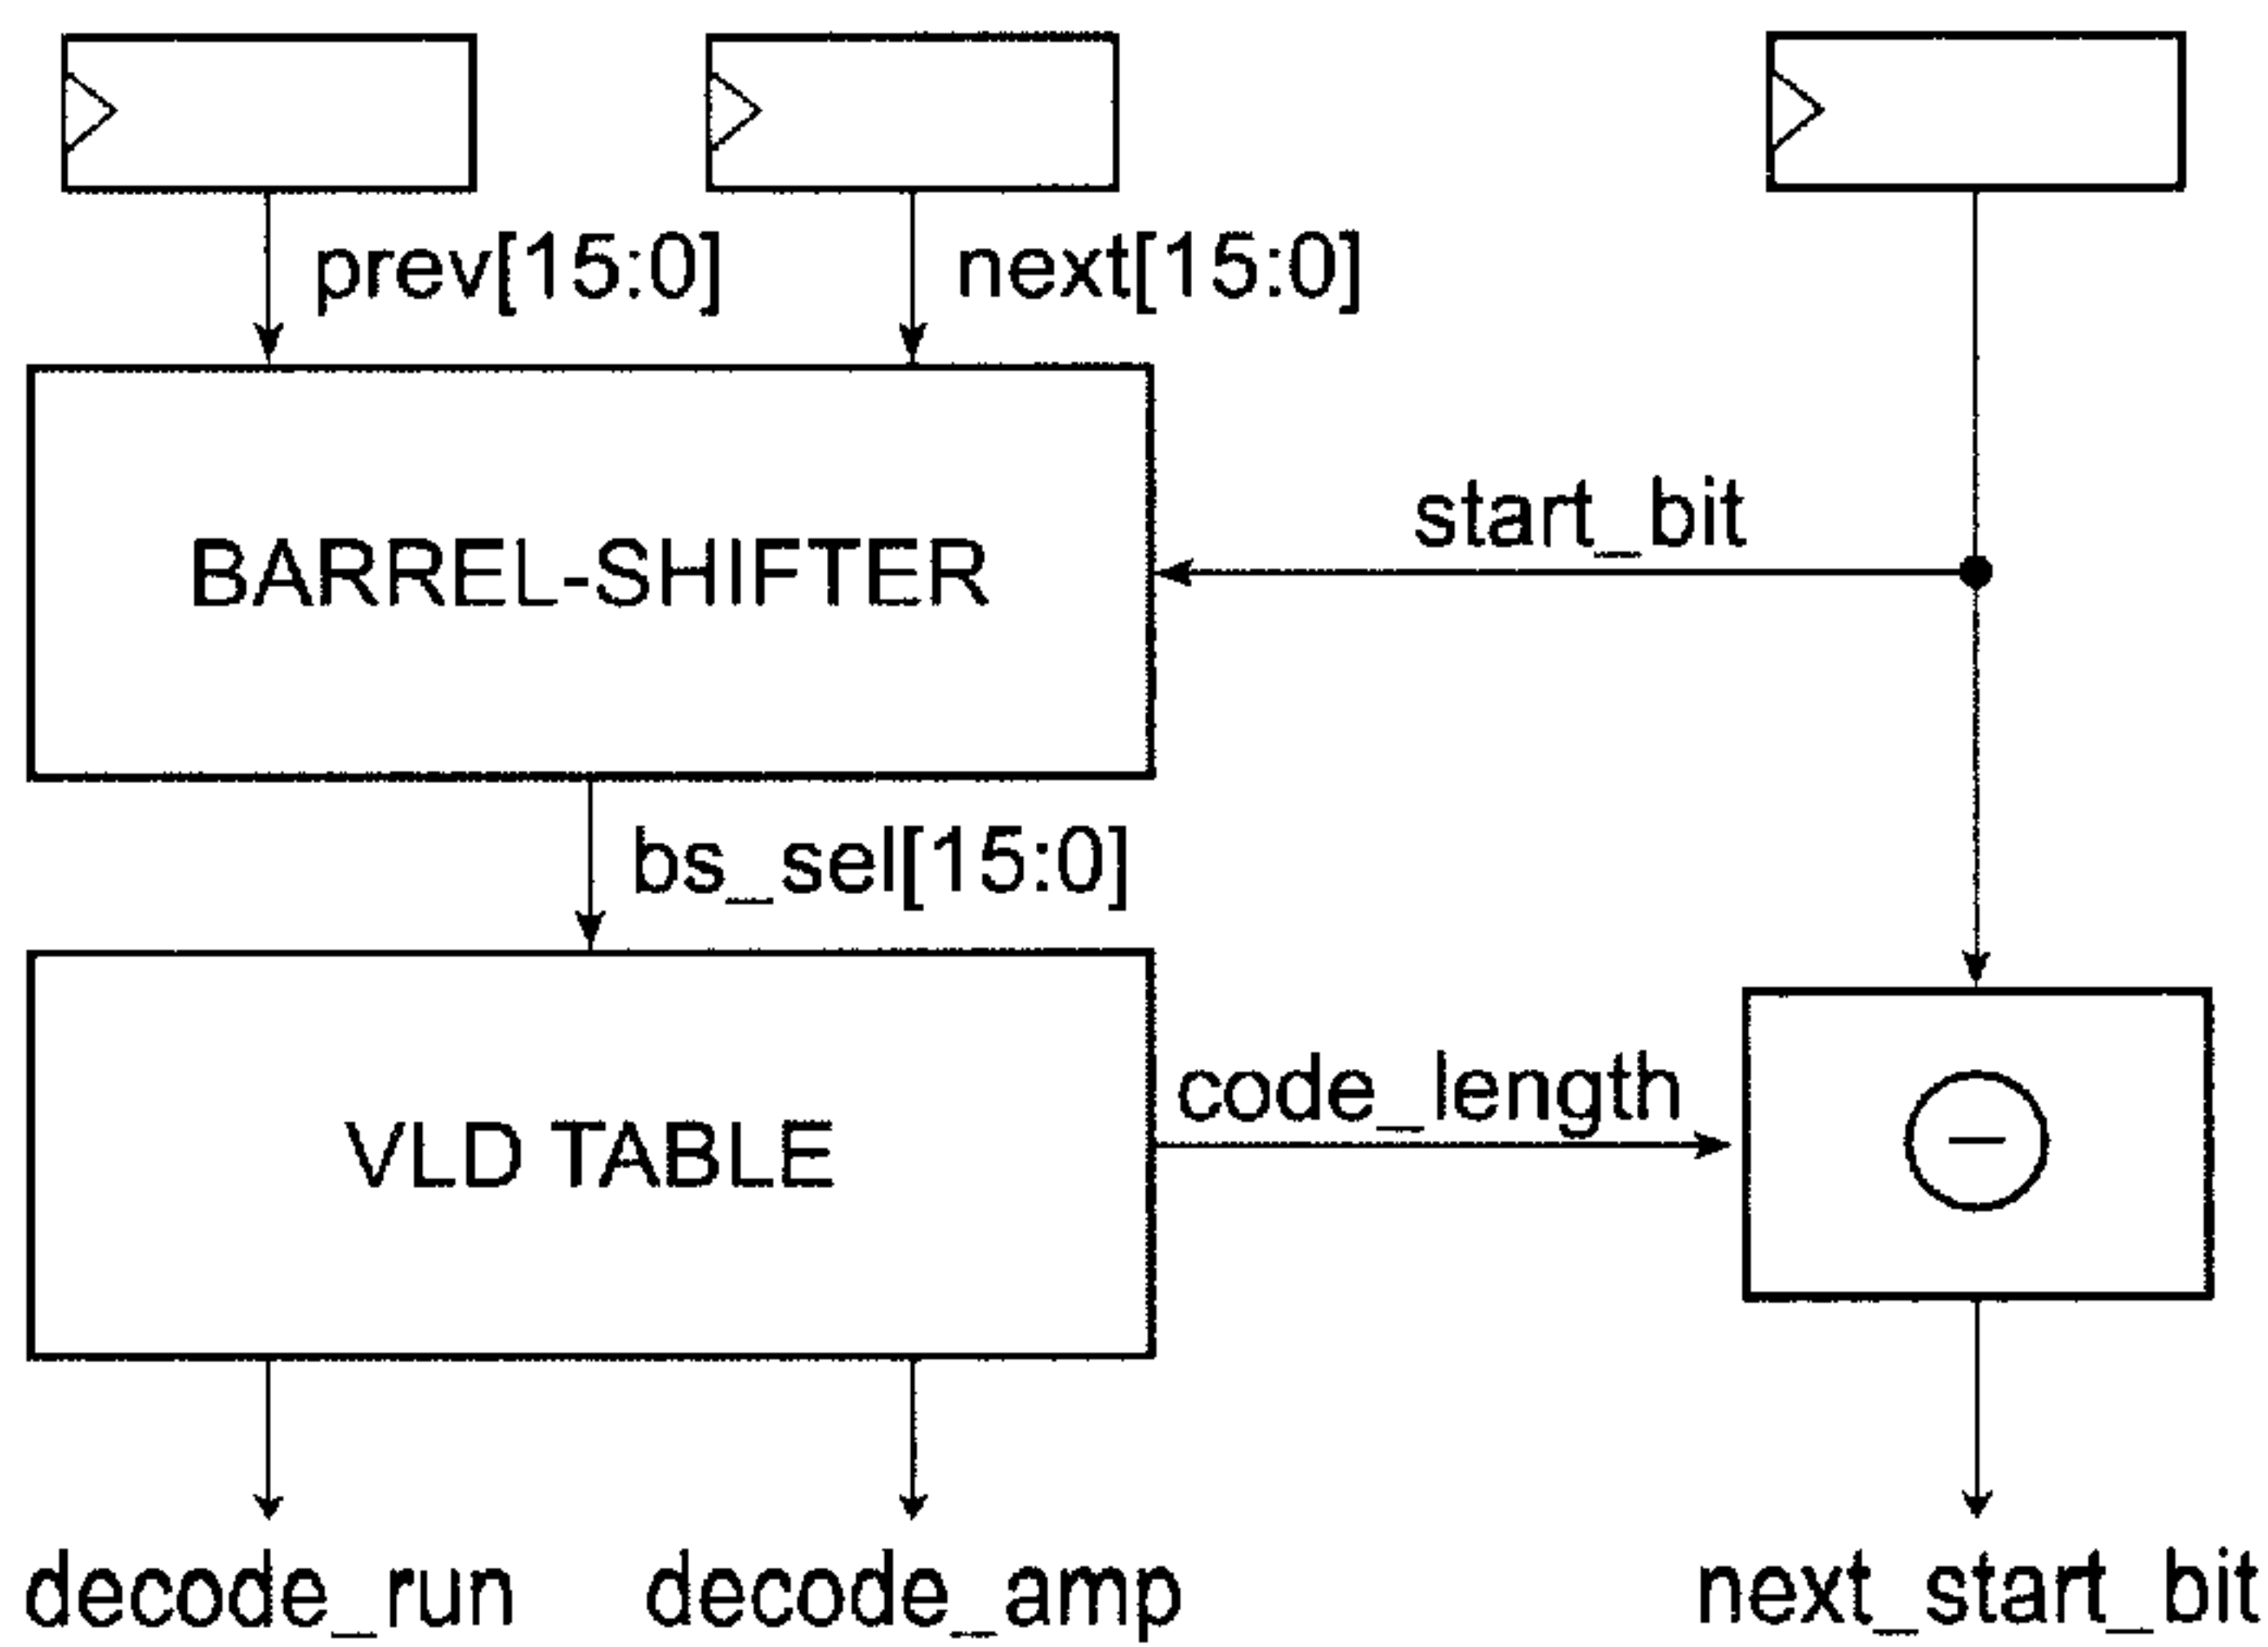 prev[15:0]
next[15:0]
start_bit
BARREL-SHIFTER
bs_sel[15:0]
code_length
VLD TABLE
−
decode_run
decode_amp
next_start_bit